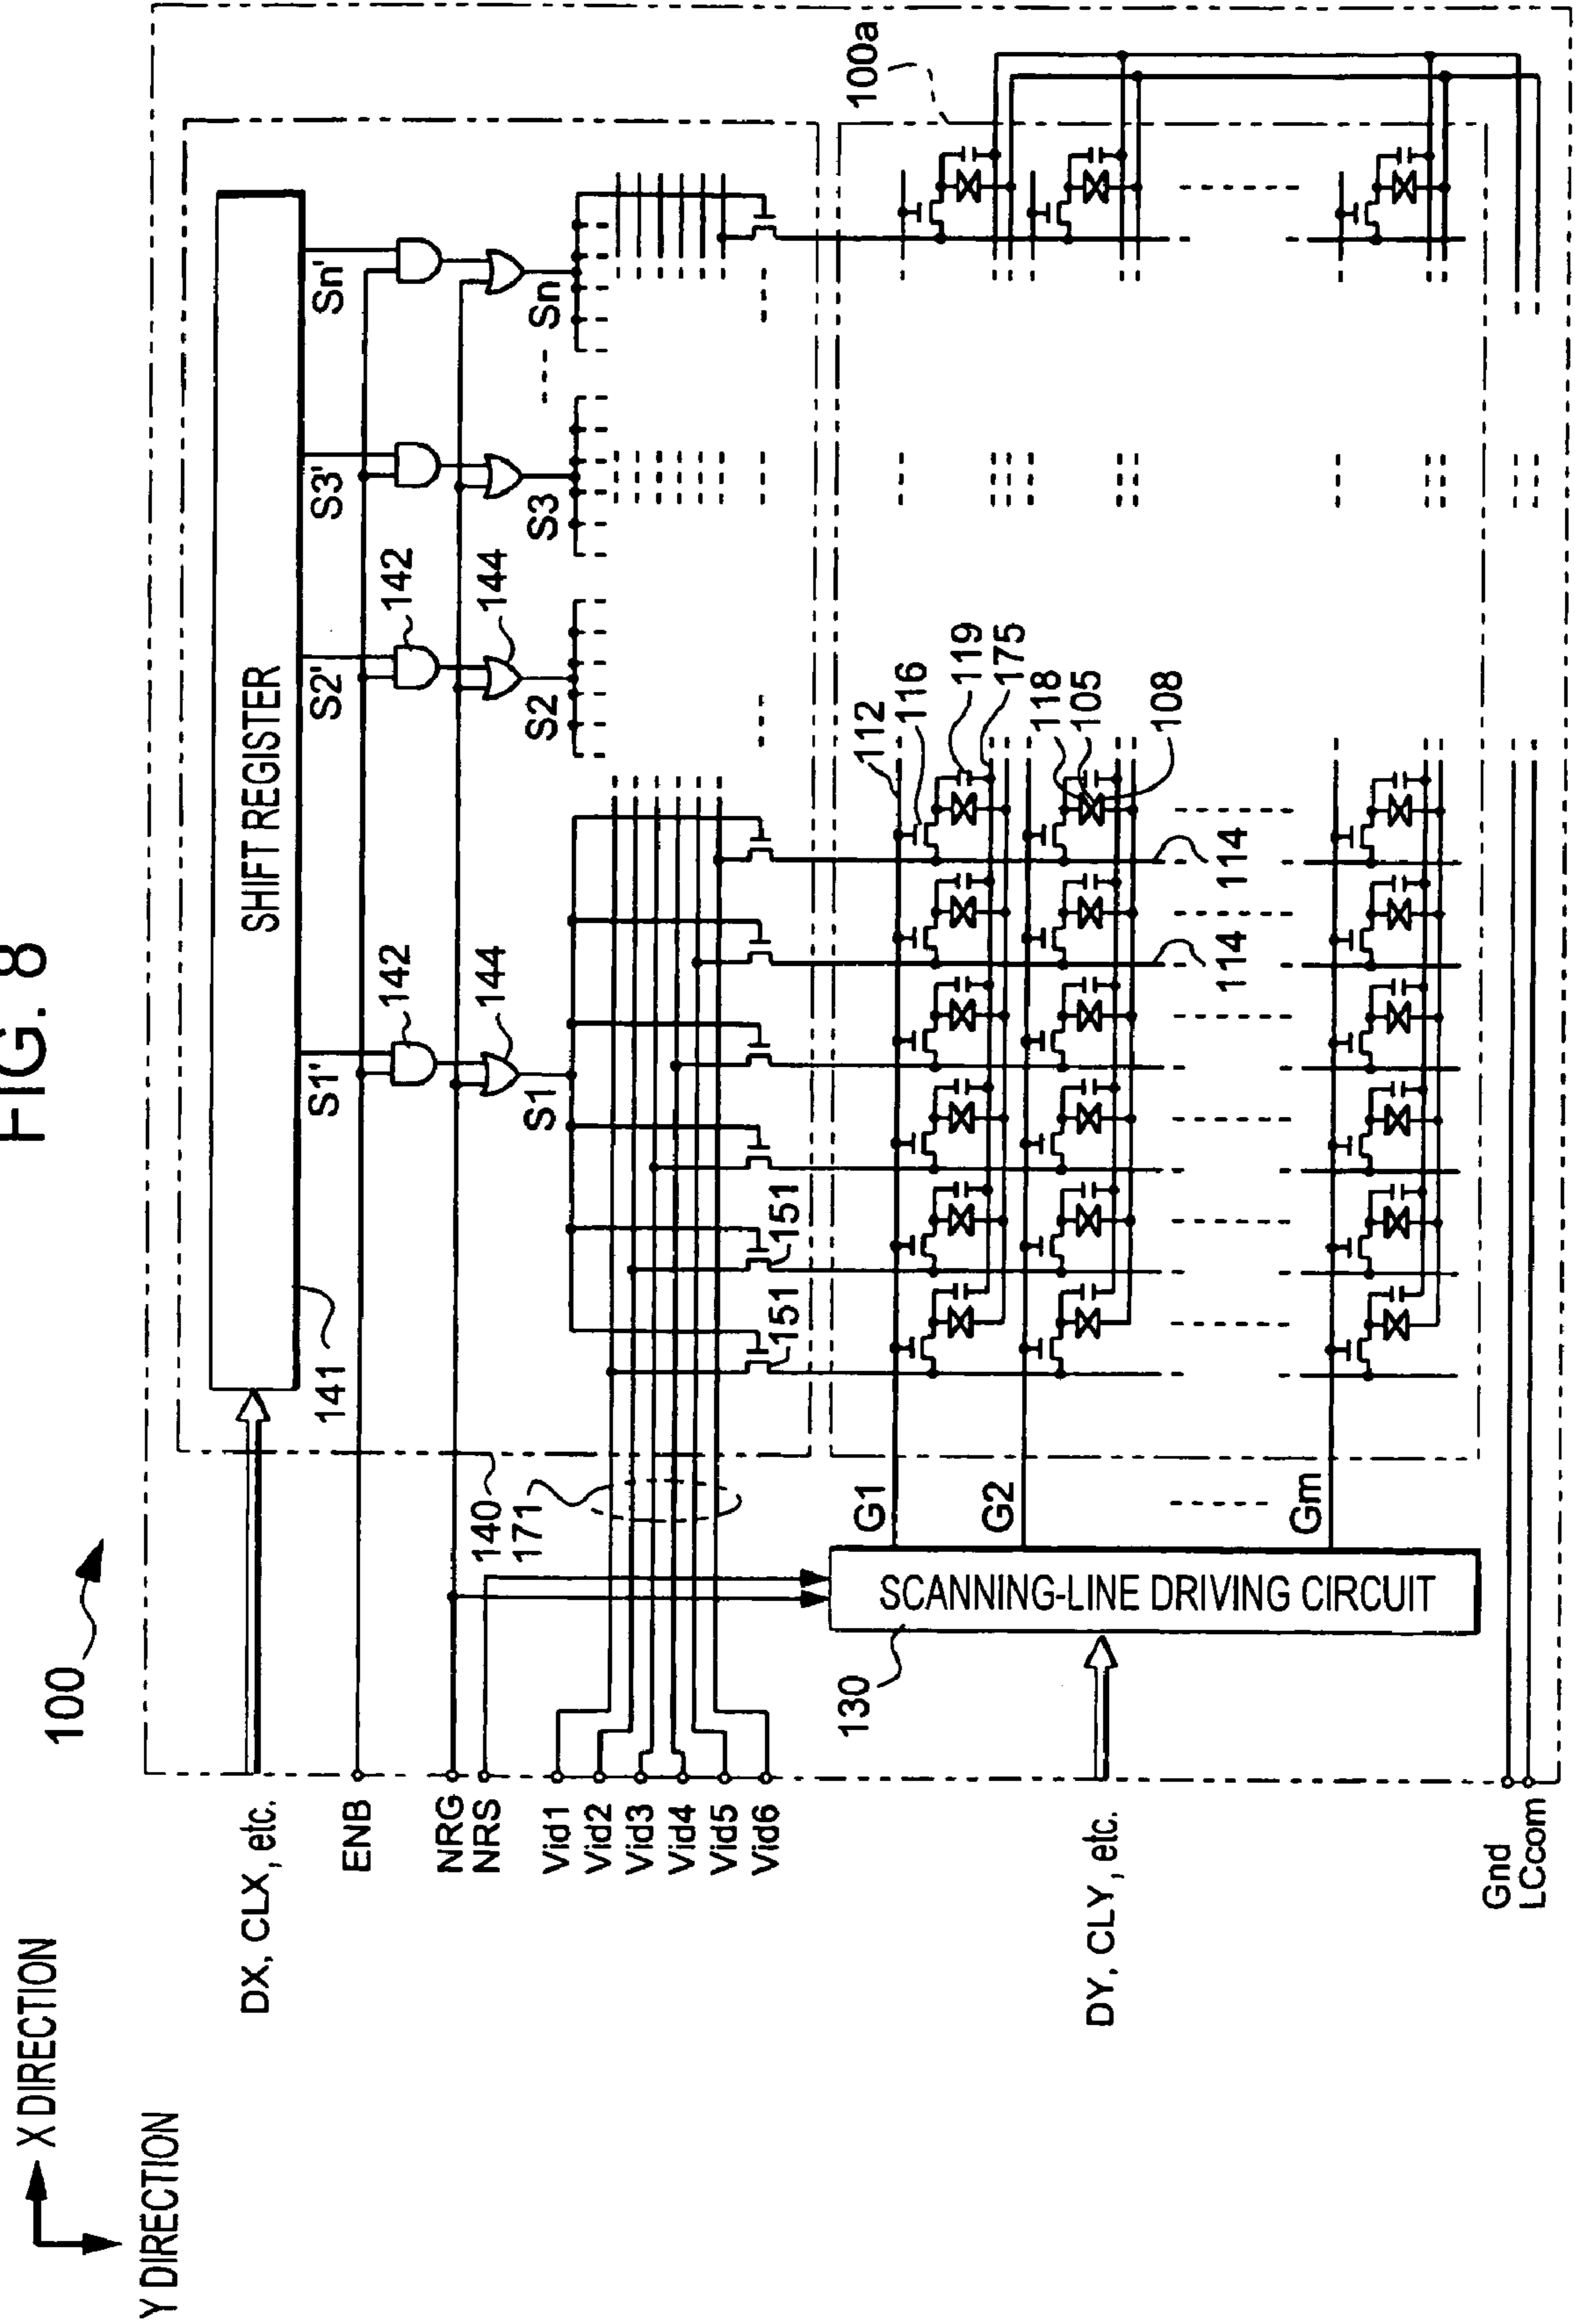 FIG. 8
X DIRECTION
Y DIRECTION
100
DX, CLX, etc.
ENB
NRG
NRS
Vid1
Vid2
Vid3
Vid4
Vid5
Vid6
DY, CLY, etc.
Gnd
LCcom
SHIFT REGISTER
141
S1'
S2'
S3'
Sn'
142
142
144
144
S1
S2
S3
Sn
140
171
151
151
100a
130
SCANNING-LINE DRIVING CIRCUIT
G1
G2
Gm
112
116
119
175
118
105
108
114
114